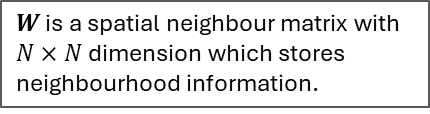 W is a spatial neighbour matrix with
N × N dimension which stores
neighbourhood information.